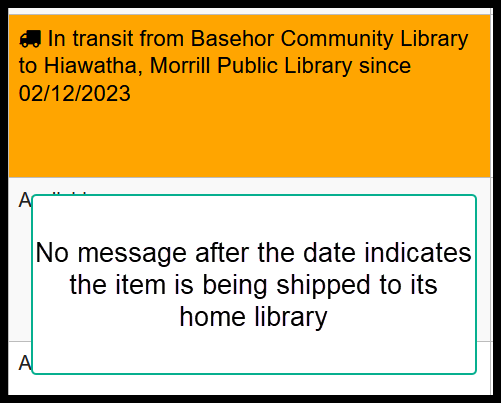 In transit from Basehor Community Library
to Hiawatha, Morrill Public Library since
02/12/2023
No message after the date indicates
the item is being shipped to its
home library